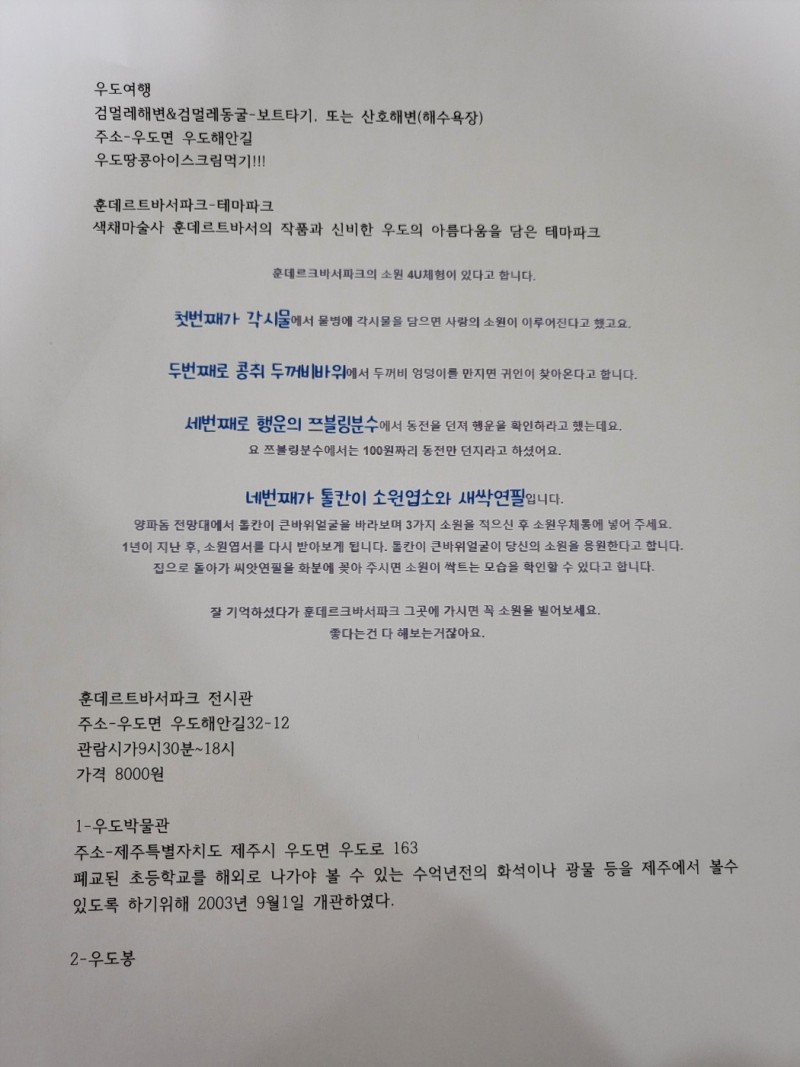 우도여행
검멀레해변&검멀레동굴-보트타기, 또는 산호해변(해수욕장)
주소-우도면 우도해안길
우도땅콩아이스크림먹기!!!
훈데르트바서파크-테마파크
색채마술사 훈데르트바서의 작품과 신비한 우도의 아름다움을 담은 테마파크
훈데르크바서파크의 소원 4U체험이 있다고 합니다.
첫번째가 각시물에서 물병에 각시물을 담으면 사랑의 소원이 이루어진다고 했고요.
두번째로 콩쥐 두꺼비바위에서 두꺼비 엉덩이를 만지면 귀인이 찾아온다고 합니다.
세번째로 행운의 쯔블링분수에서 동전을 던져 행운을 확인하라고 했는데요.
요 쯔블링분수에서는 100원짜리 동전만 던지라고 하셨어요.
네번째가 톨칸이 소원엽소와 새싹연필입니다.
양파돔 전망대에서 톨칸이 큰바위얼굴을 바라보며 3가지 소원을 적으신 후 소원우체통에 넣어 주세요.
1년이 지난 후, 소원엽서를 다시 받아보게 됩니다. 톨칸이 큰바위얼굴이 당신의 소원을 응원한다고 합니다.
집으로 돌아가 씨앗연필을 화분에 꽂아 주시면 소원이 싹트는 모습을 확인할 수 있다고 합니다.
잘 기억하셨다가 훈데르크바서파크 그곳에 가시면 꼭 소원을 빌어보세요.
좋다는건 다 해보는거잖아요.
훈데르트바서파크 전시관
주소-우도면 우도해안길32-12
관람시가9시30분~18시
가격 8000원
1-우도박물관
주소-제주특별자치도 제주시 우도면 우도로 163
폐교된 초등학교를 해외로 나가야 볼 수 있는 수억년전의 화석이나 광물 등을 제주에서 볼수
있도록 하기위해 2003년 9월1일 개관하였다.
2-우도봉